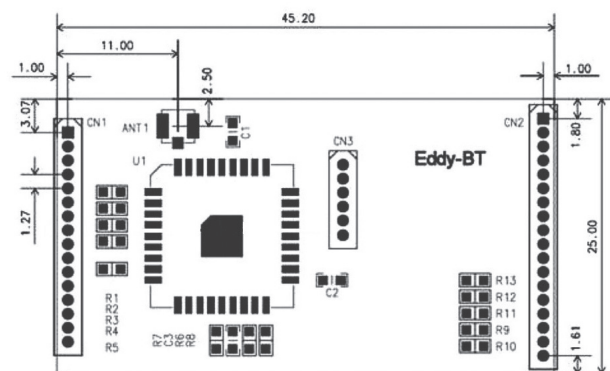 45.20
11.00
1.00
2.50
1.00
3.07
CN1
ANT1
C1
CN2
1.80
U1
CN3
Eddy-BT
1.27
25.00
R13
C2
R12
R1
R2
R11
R3
R4
R9
R5
R7
C3
R6
R8
R10
1.61